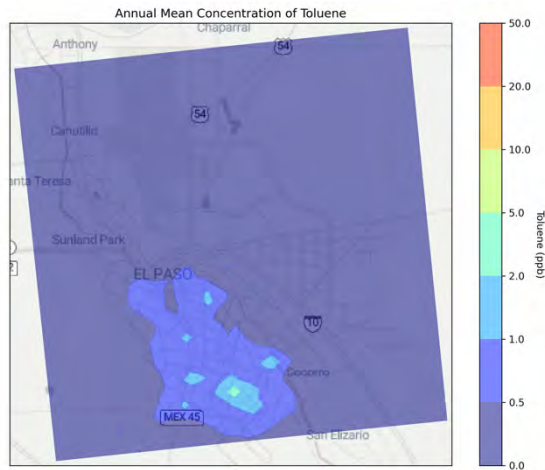 Annual Mean Concentration of Toluene
Chaparral
Anthony
54
54
Canutillo
anta Teresa
Sunland Park
2
EL PASO
10
Socorro
MEX 45
San Elizario
50.0
20.0
10.0
5.0
2.0
1.0
0.5
0.0
Toluene (ppb)